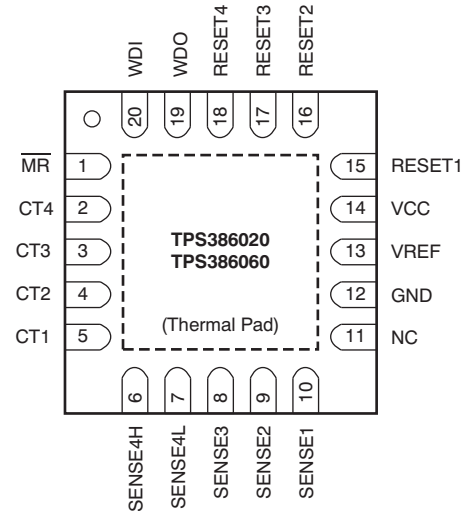 WDI
WDO
RESET4
RESET3
RESET2
20
19
18
17
16
MR 1
CT4 2
CT3 3
CT2 4
CT1 5
TPS386020
TPS386060
(Thermal Pad)
15 RESET1
14 VCC
13 VREF
12 GND
11 NC
6
7
8
9
10
SENSE4H
SENSE4L
SENSE3
SENSE2
SENSE1